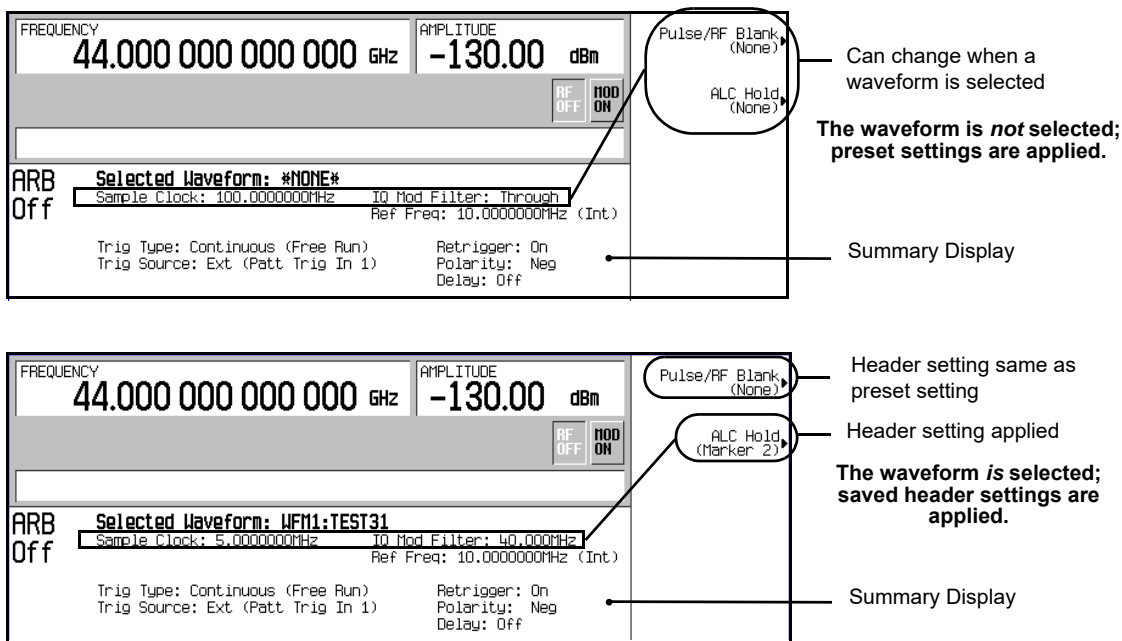 FREQUENCY
44.000 000 000 000 GHz
AMPLITUDE
-130.00 dBm
RF OFF
MOD ON
Pulse/RF Blank
(None)
ALC Hold
(None)
Can change when a
waveform is selected
The waveform is not selected;
preset settings are applied.
ARB
Off
Selected Waveform: *NONE*
Sample Clock: 100.0000000MHz IQ Mod Filter: Through
Ref Freq: 10.0000000MHz (Int)
Trig Type: Continuous (Free Run) Retrigger: On
Trig Source: Ext (Patt Trig In 1) Polarity: Neg
Delay: Off
Summary Display
FREQUENCY
44.000 000 000 000 GHz
AMPLITUDE
-130.00 dBm
RF OFF
MOD ON
Pulse/RF Blank
(None)
ALC Hold
(Marker 2)
Header setting same as
preset setting
Header setting applied
The waveform is selected;
saved header settings are
applied.
ARB
Off
Selected Waveform: WFM1:TEST31
Sample Clock: 5.0000000MHz IQ Mod Filter: 40.000MHz
Ref Freq: 10.0000000MHz (Int)
Trig Type: Continuous (Free Run) Retrigger: On
Trig Source: Ext (Patt Trig In 1) Polarity: Neg
Delay: Off
Summary Display